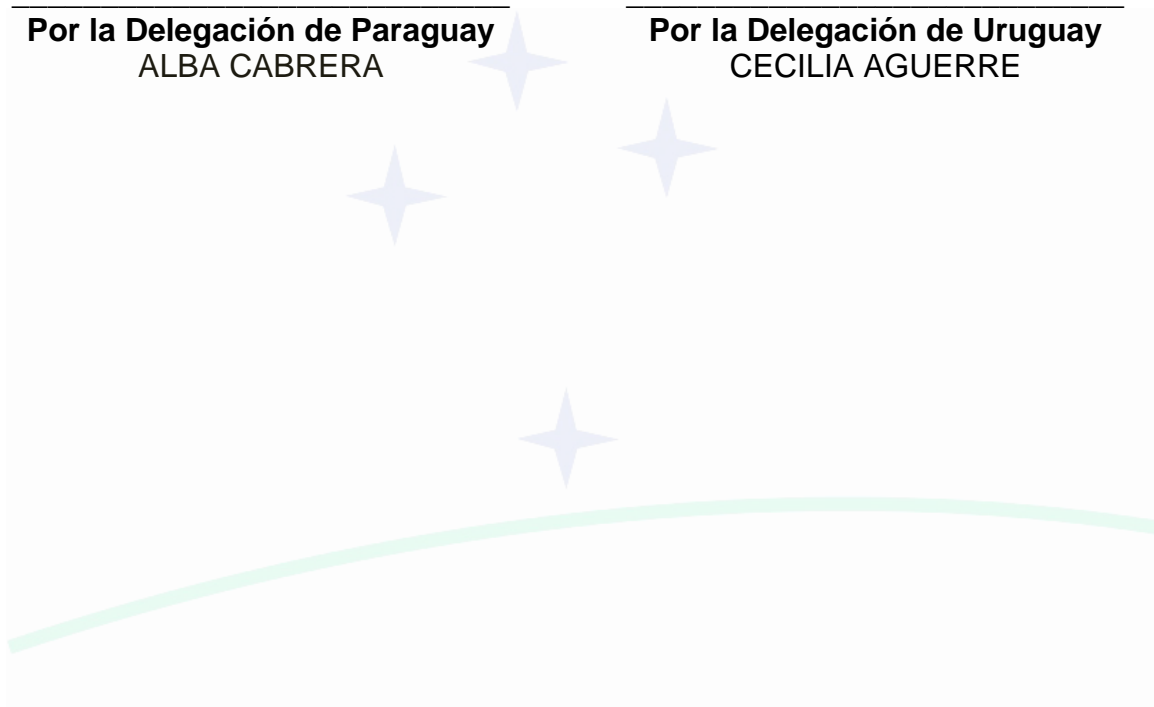 Por la Delegación de Paraguay
ALBA CABRERA
Por la Delegación de Uruguay
CECILIA AGUERRE